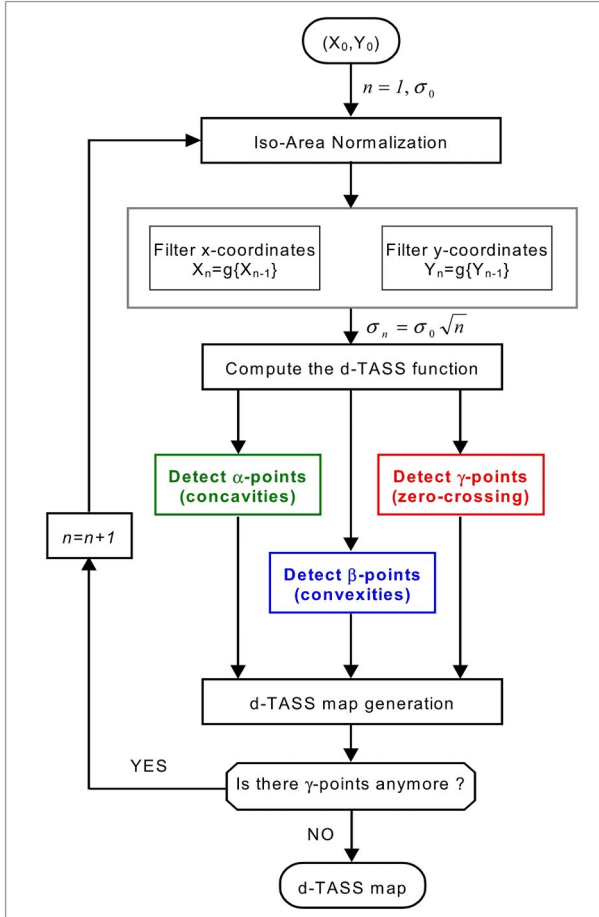 (X₀,Y₀)
n = 1, σ₀
Iso-Area Normalization
Filter x-coordinates
Xₙ=g{Xₙ₋₁}
Filter y-coordinates
Yₙ=g{Yₙ₋₁}
σₙ = σ₀ √n
Compute the d-TASS function
Detect α-points
(concavities)
Detect γ-points
(zero-crossing)
n=n+1
Detect β-points
(convexities)
d-TASS map generation
YES
Is there γ-points anymore ?
NO
d-TASS map